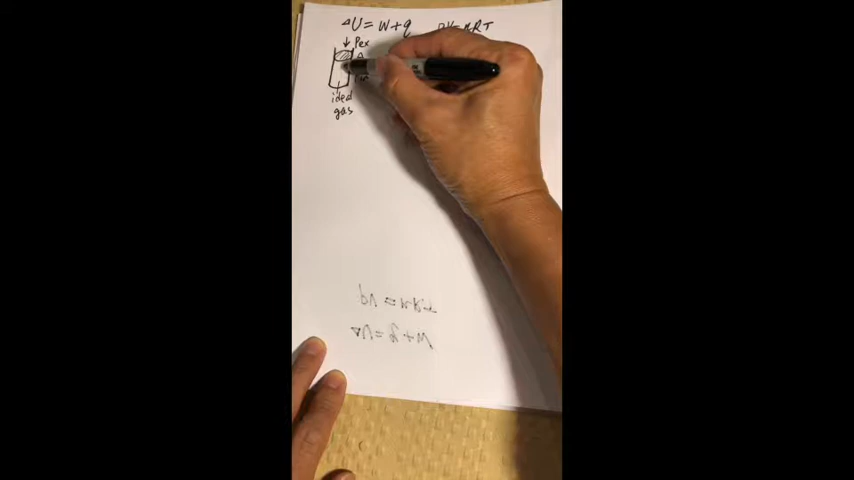 ΔU = W + q PV = nRT
↓ Pex
ideal
gas
PV = nRT
ΔU = q + W